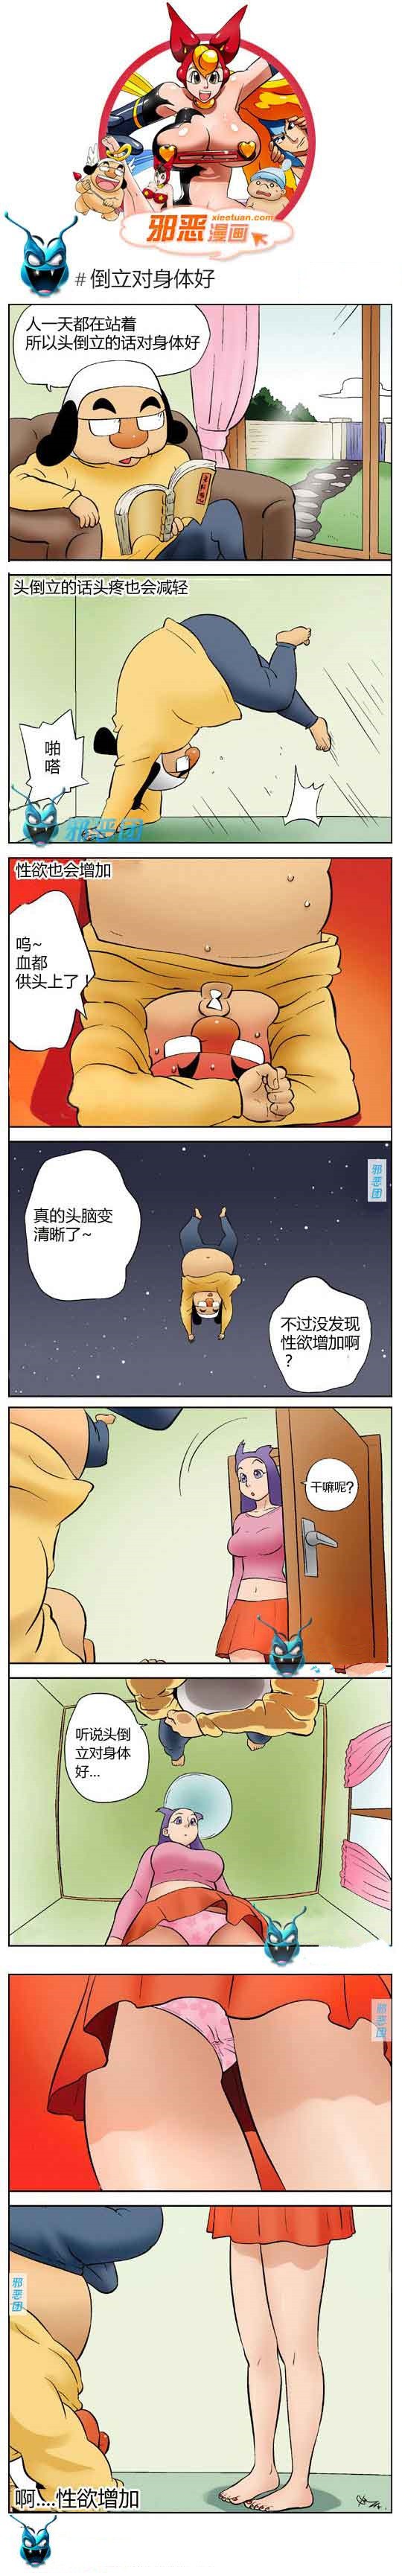 xieetuan.com
邪恶漫画
#倒立对身体好
人一天都在站着
所以头倒立的话对身体好
头倒立的话头疼也会减轻
啪
嗒
邪恶团
性欲也会增加
呜~
血都
供头上了!
邪恶团
真的头脑变
清晰了~
不过没发现
性欲增加啊
?
干嘛呢?
听说头倒
立对身体
好...
邪恶团
邪恶团
啊....性欲增加